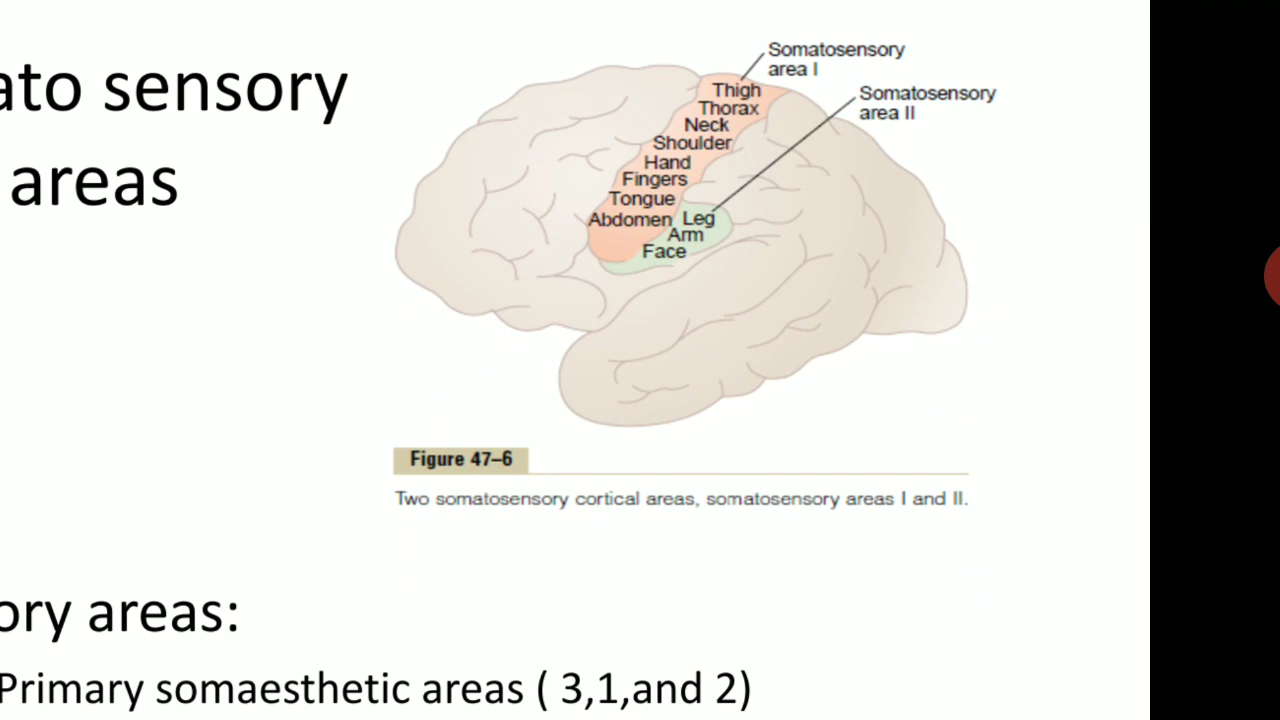 ato sensory
areas
Somatosensory
area I
Somatosensory
area II
Thigh
Thorax
Neck
Shoulder
Hand
Fingers
Tongue
Abdomen Leg
Arm
Face
Figure 47–6
Two somatosensory cortical areas, somatosensory areas I and II.
ory areas:
Primary somaesthetic areas ( 3,1,and 2)